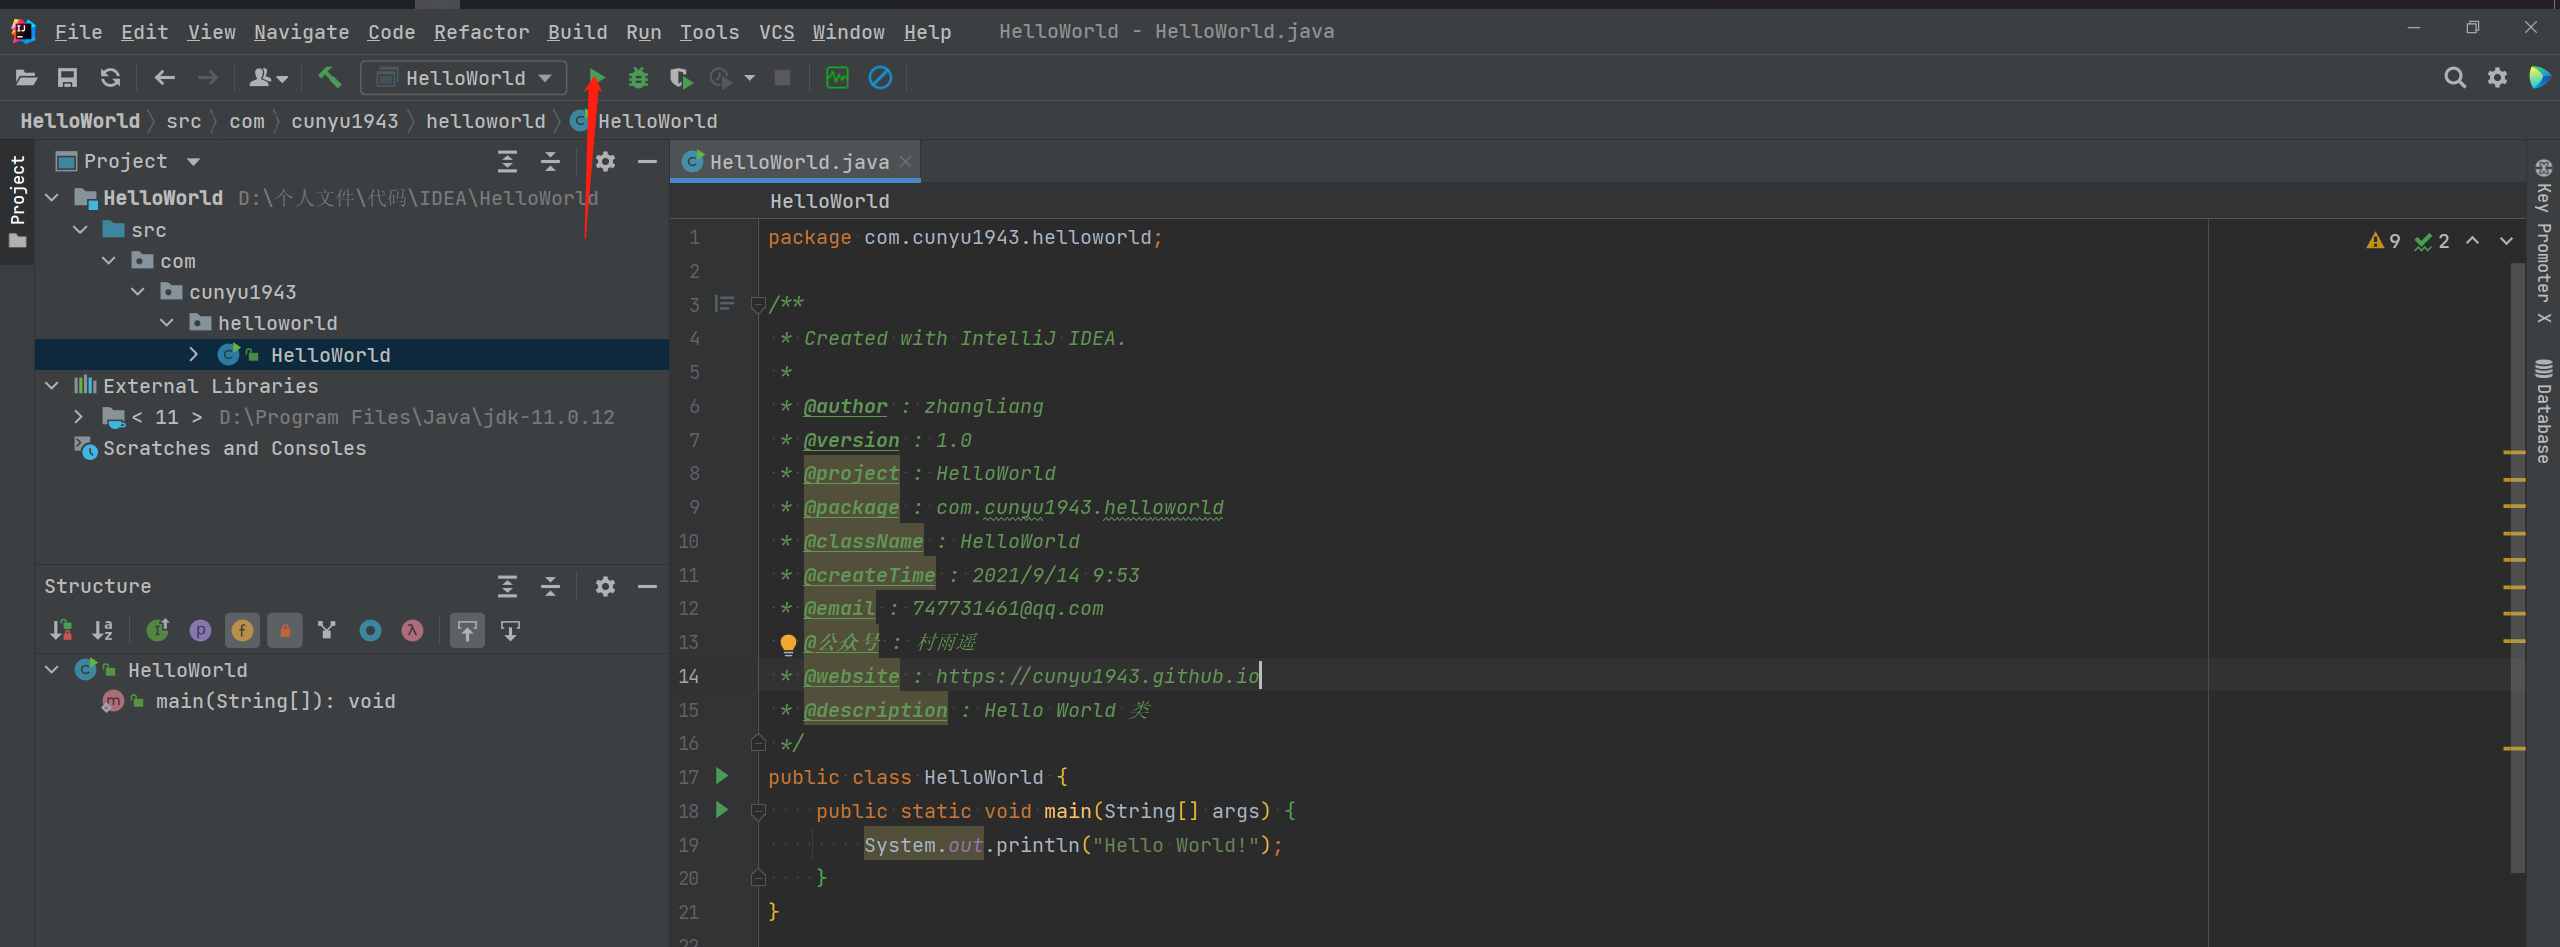 File Edit View Navigate Code Refactor Build Run Tools VCS Window Help HelloWorld - HelloWorld.java
HelloWorld
HelloWorld src com cunyu1943 helloworld HelloWorld
Project
Project
HelloWorld D:\个人文件\代码\IDEA\HelloWorld
src
com
cunyu1943
helloworld
HelloWorld
External Libraries
< 11 > D:\Program Files\Java\jdk-11.0.12
Scratches and Consoles
Structure
HelloWorld
main(String[]): void
HelloWorld.java
HelloWorld
9 2
1 package com.cunyu1943.helloworld;
2
3 /**
4 * Created with IntelliJ IDEA.
5 *
6 * @author : zhangliang
7 * @version : 1.0
8 * @project : HelloWorld
9 * @package : com.cunyu1943.helloworld
10 * @className : HelloWorld
11 * @createTime : 2021/9/14 9:53
12 * @email : 747731461@qq.com
13 * @公众号 : 村雨遥
14 * @website : https://cunyu1943.github.io
15 * @description : Hello World 类
16 */
17 public class HelloWorld {
18 public static void main(String[] args) {
19 System.out.println("Hello World!");
20 }
21 }
22
Key Promoter X
Database